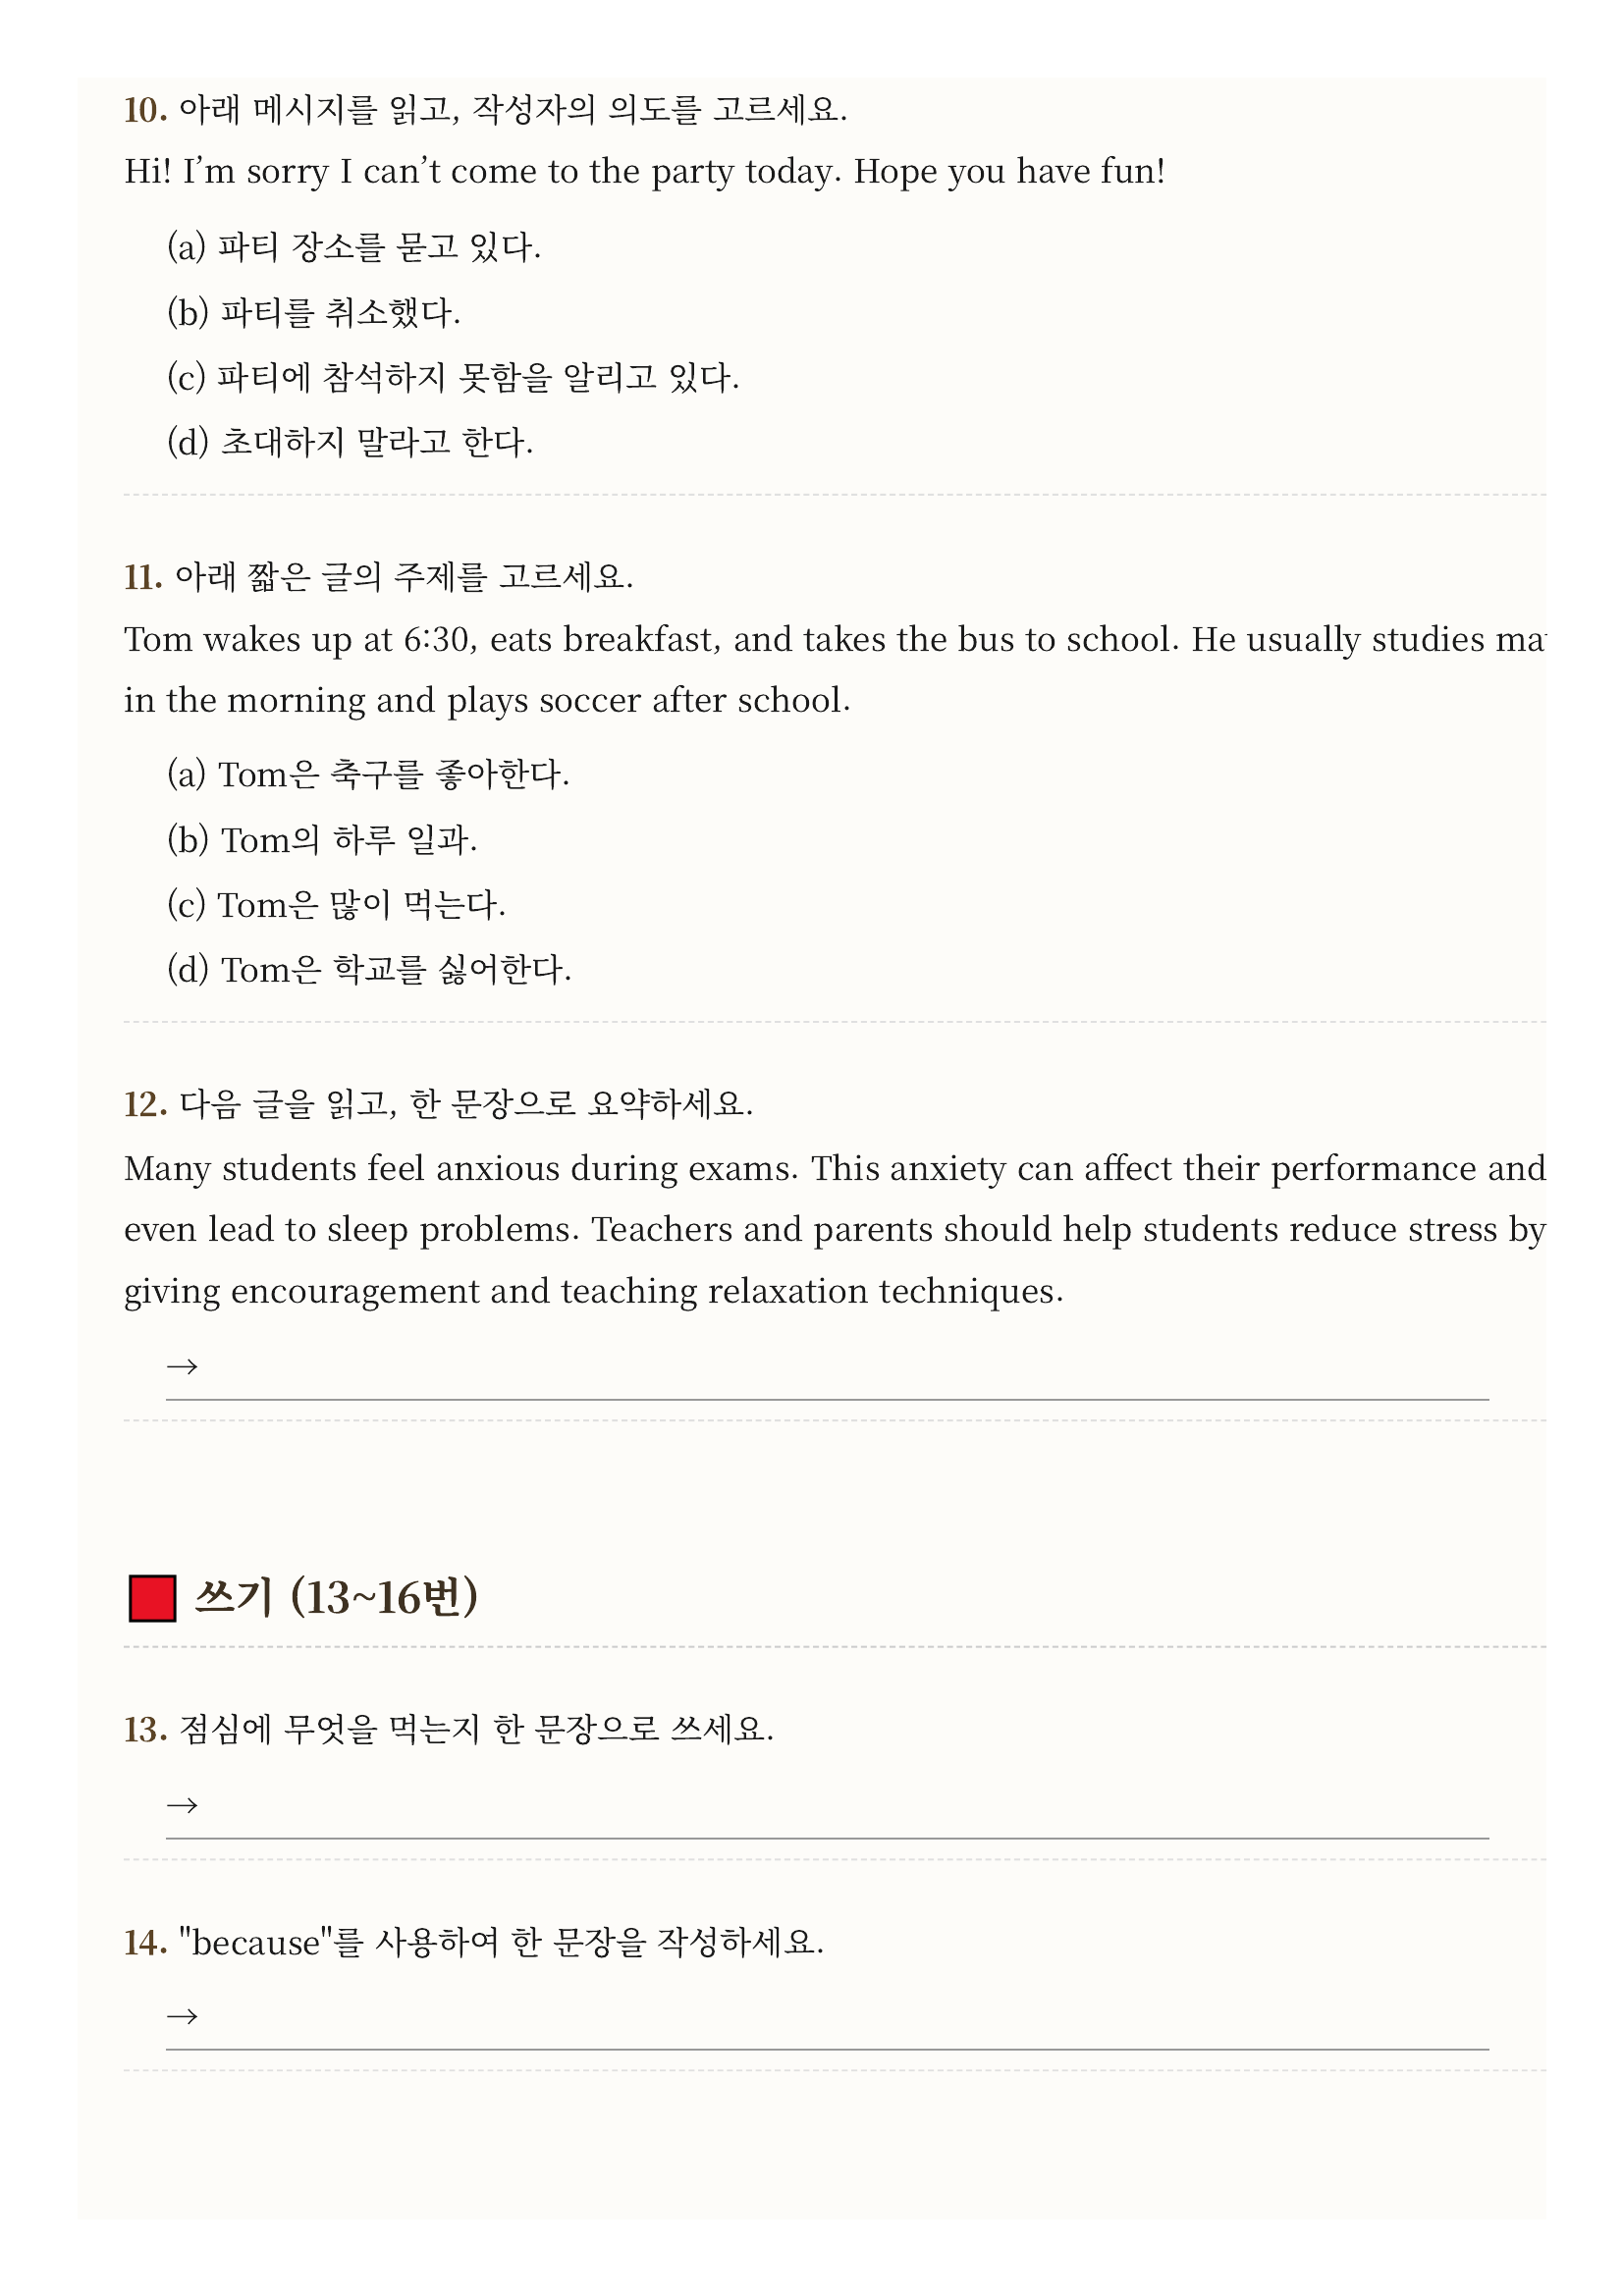 10. 아래 메시지를 읽고, 작성자의 의도를 고르세요.
Hi! I’m sorry I can’t come to the party today. Hope you have fun!
(a) 파티 장소를 묻고 있다.
(b) 파티를 취소했다.
(c) 파티에 참석하지 못함을 알리고 있다.
(d) 초대하지 말라고 한다.
11. 아래 짧은 글의 주제를 고르세요.
Tom wakes up at 6:30, eats breakfast, and takes the bus to school. He usually studies
in the morning and plays soccer after school.
(a) Tom은 축구를 좋아한다.
(b) Tom의 하루 일과.
(c) Tom은 많이 먹는다.
(d) Tom은 학교를 싫어한다.
12. 다음 글을 읽고, 한 문장으로 요약하세요.
Many students feel anxious during exams. This anxiety can affect their performance and
even lead to sleep problems. Teachers and parents should help students reduce stress by
giving encouragement and teaching relaxation techniques.
→
쓰기 (13~16번)
13. 점심에 무엇을 먹는지 한 문장으로 쓰세요.
→
14. "because"를 사용하여 한 문장을 작성하세요.
→